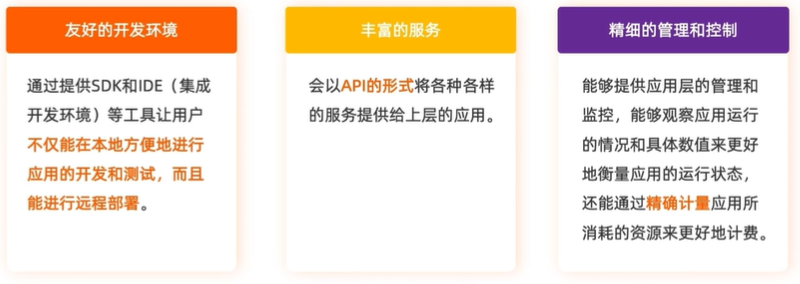 友好的开发环境
通过提供SDK和IDE（集成
开发环境）等工具让用户
不仅能在本地方便地进行
应用的开发和测试，而且
能进行远程部署。
丰富的服务
会以API的形式将各种各样
的服务提供给上层的应用。
精细的管理和控制
能够提供应用层的管理和
监控，能够观察应用运行
的情况和具体数值来更好
地衡量应用的运行状态，
还能通过精确计量应用所
消耗的资源来更好地计费。